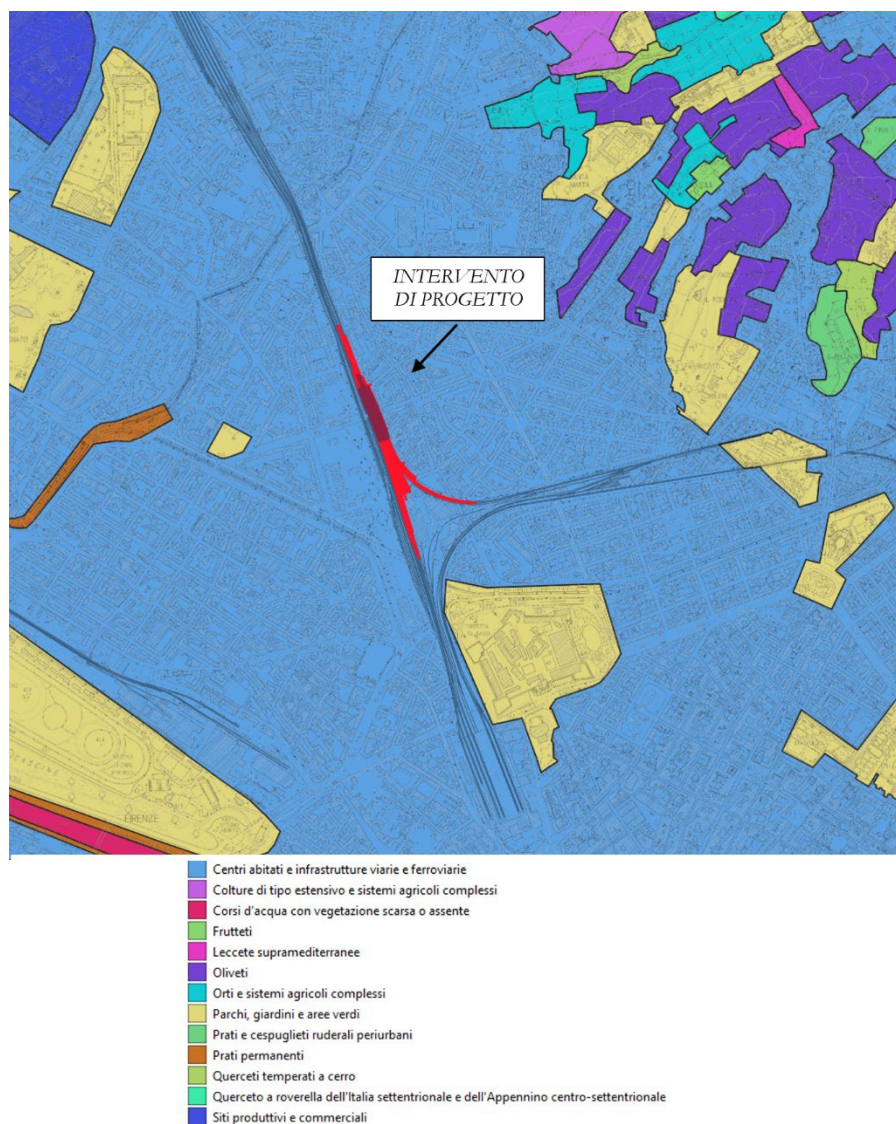 INTERVENTO
DI PROGETTO
FIRENZE
Centri abitati e infrastrutture viarie e ferroviarie
Colture di tipo estensivo e sistemi agricoli complessi
Corsi d'acqua con vegetazione scarsa o assente
Frutteti
Leccete supramediterranee
Oliveti
Orti e sistemi agricoli complessi
Parchi, giardini e aree verdi
Prati e cespuglieti ruderali periurbani
Prati permanenti
Querceti temperati a cerro
Querceto a roverella dell'Italia settentrionale e dell'Appennino centro-settentrionale
Siti produttivi e commerciali